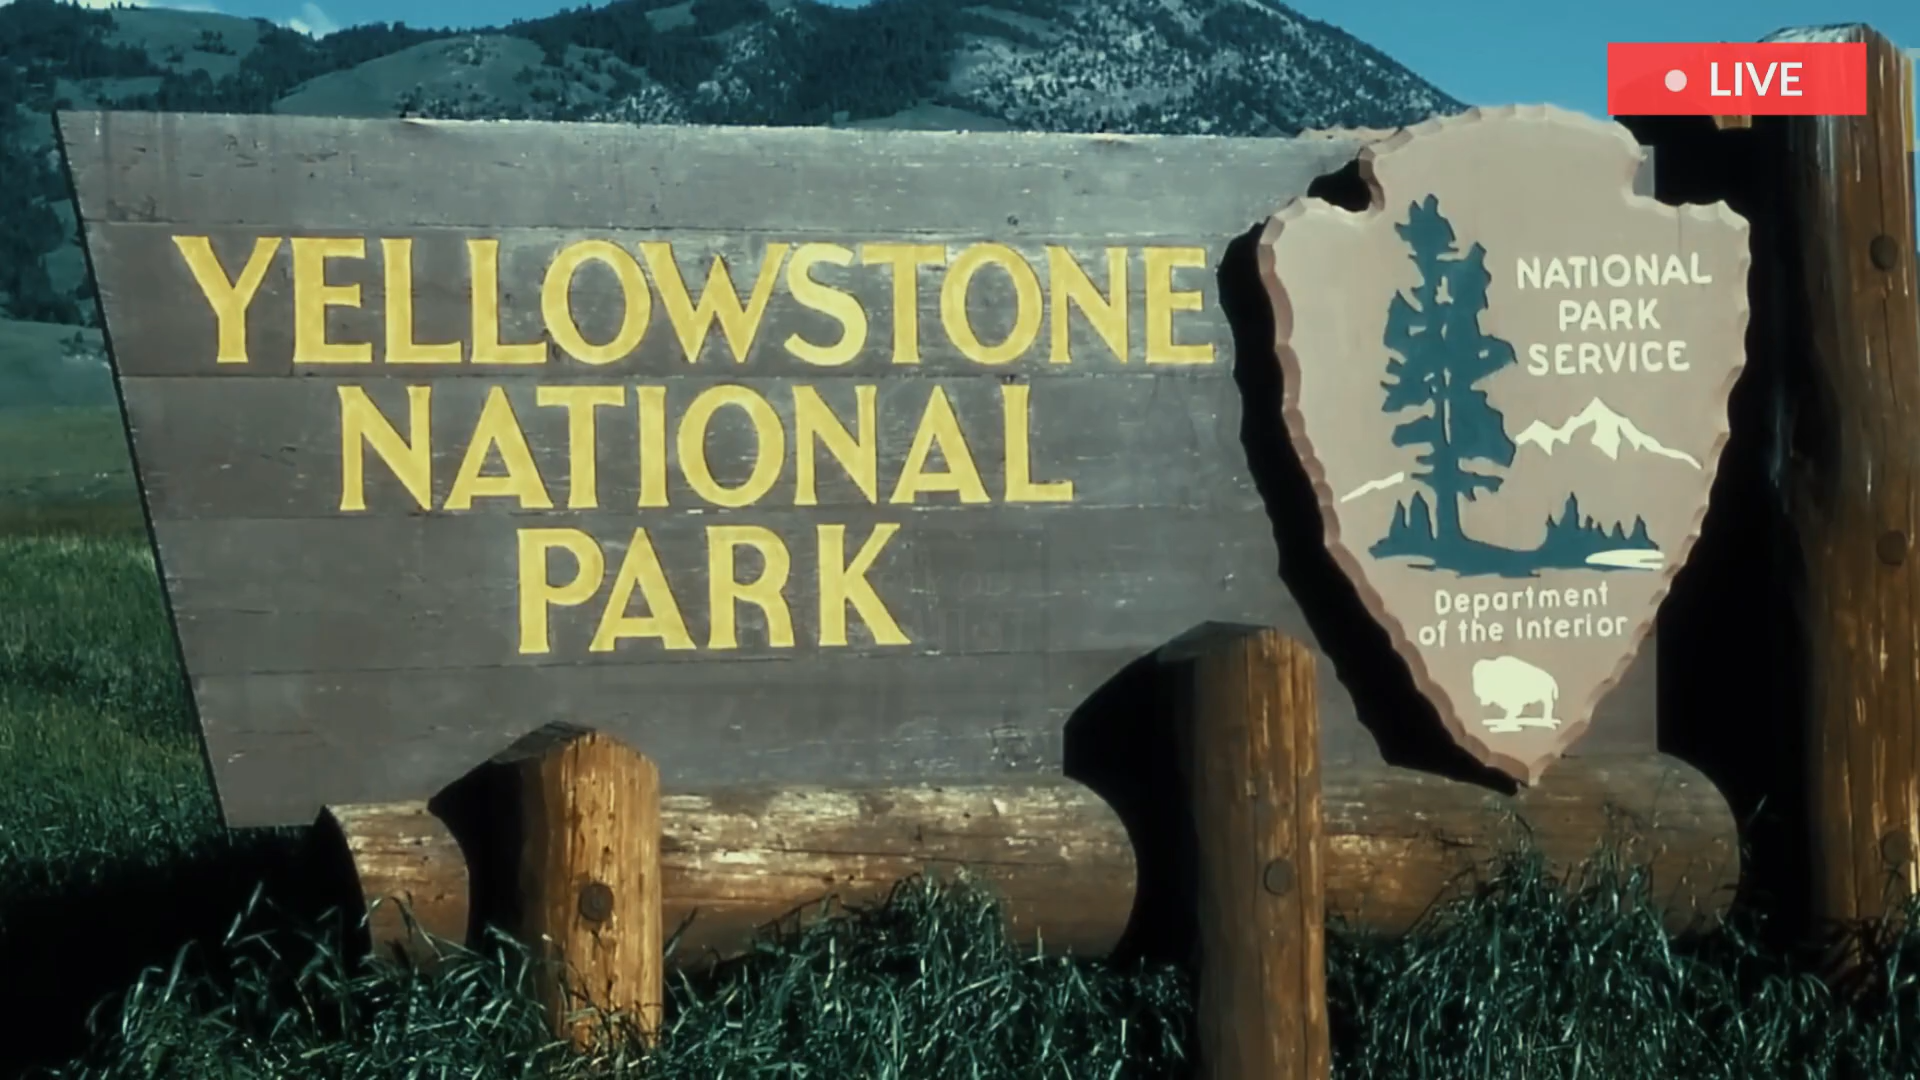 LIVE
YELLOWSTONE
NATIONAL
PARK
NATIONAL
PARK
SERVICE
Department
of the Interior